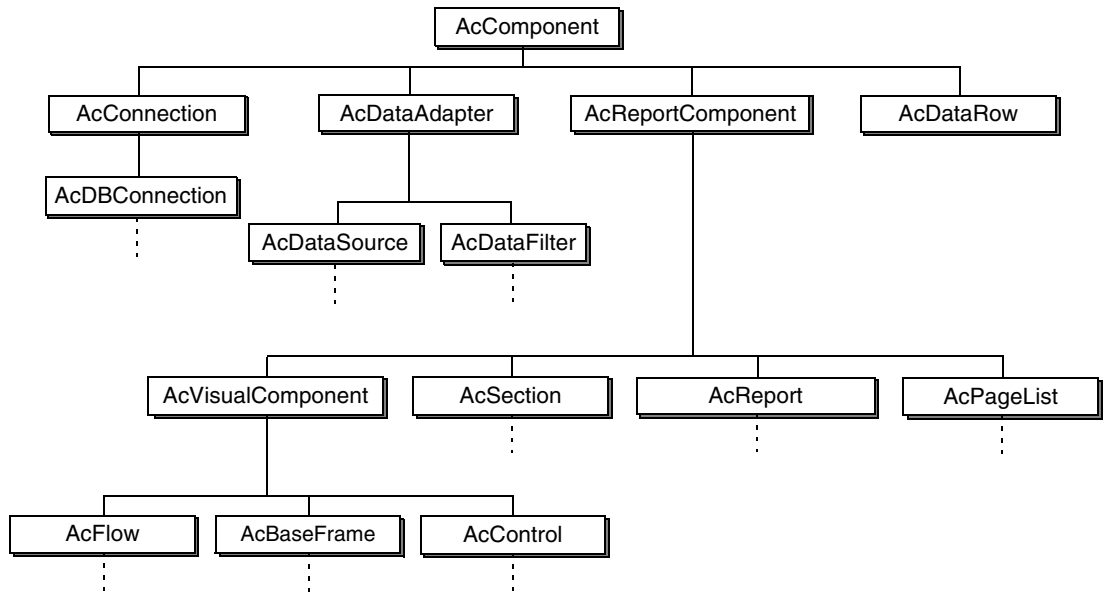 AcComponent
AcConnection
AcDataAdapter
AcReportComponent
AcDataRow
AcDBConnection
AcDataSource
AcDataFilter
AcVisualComponent
AcSection
AcReport
AcPageList
AcFlow
AcBaseFrame
AcControl